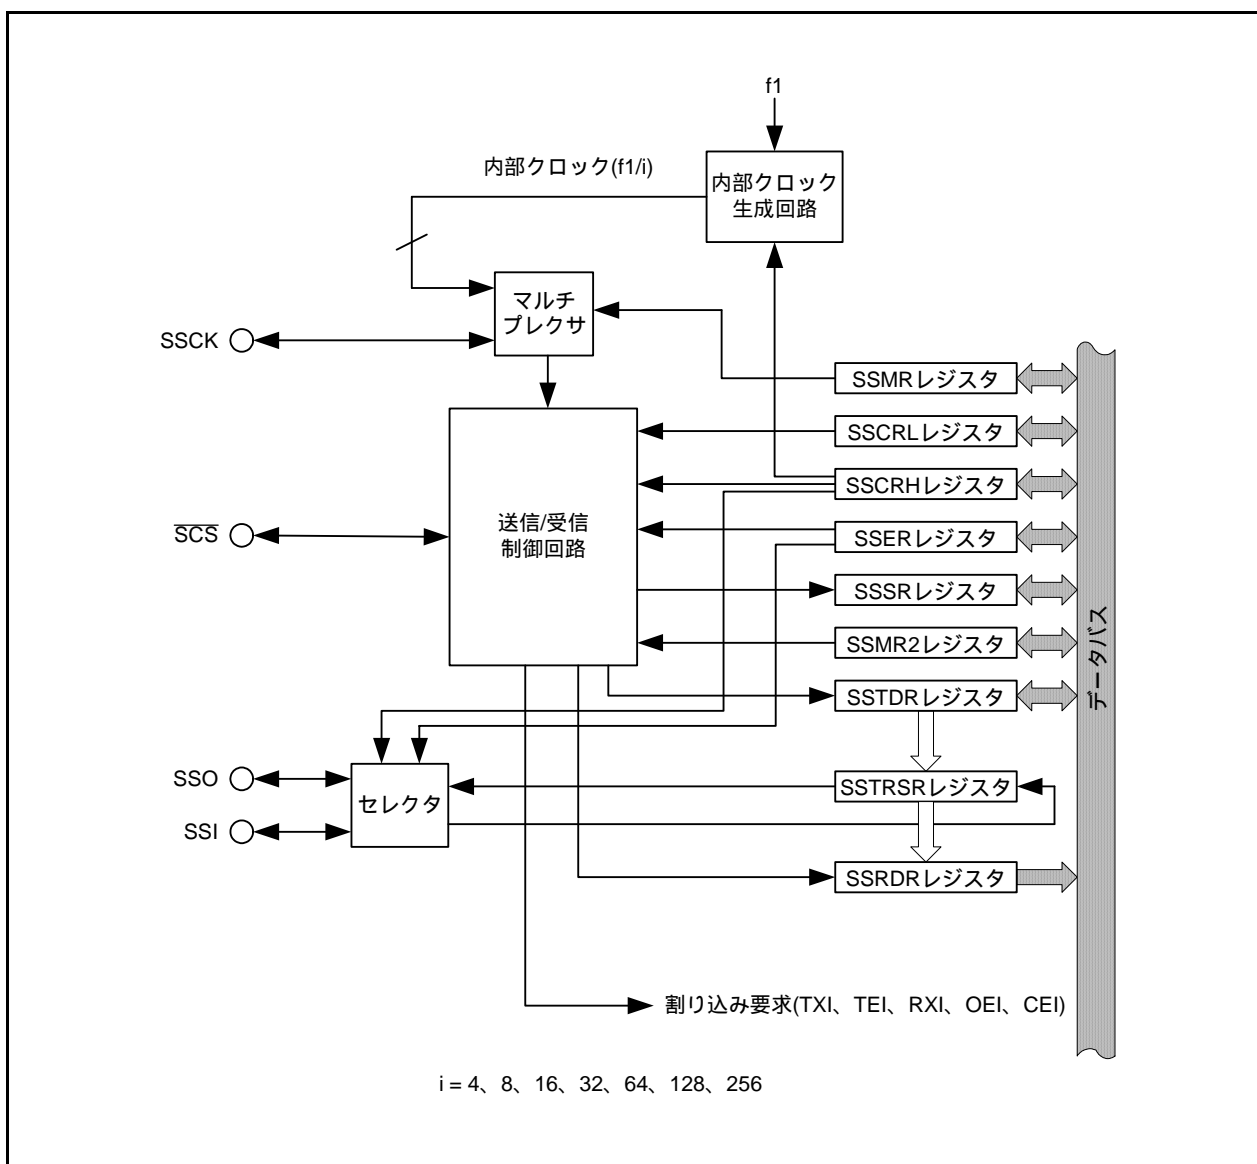 f1
内部クロック(f1/i)
内部クロック
生成回路
マルチ
プレクサ
SSCK
SSMRレジスタ
SSCRLレジスタ
SSCRHレジスタ
SCS
送信/受信
制御回路
SSERレジスタ
SSSRレジスタ
SSMR2レジスタ
データバス
SSTDRレジスタ
SSO
セレクタ
SSTRSRレジスタ
SSI
SSRDRレジスタ
割り込み要求(TXI、TEI、RXI、OEI、CEI)
i = 4、8、16、32、64、128、256